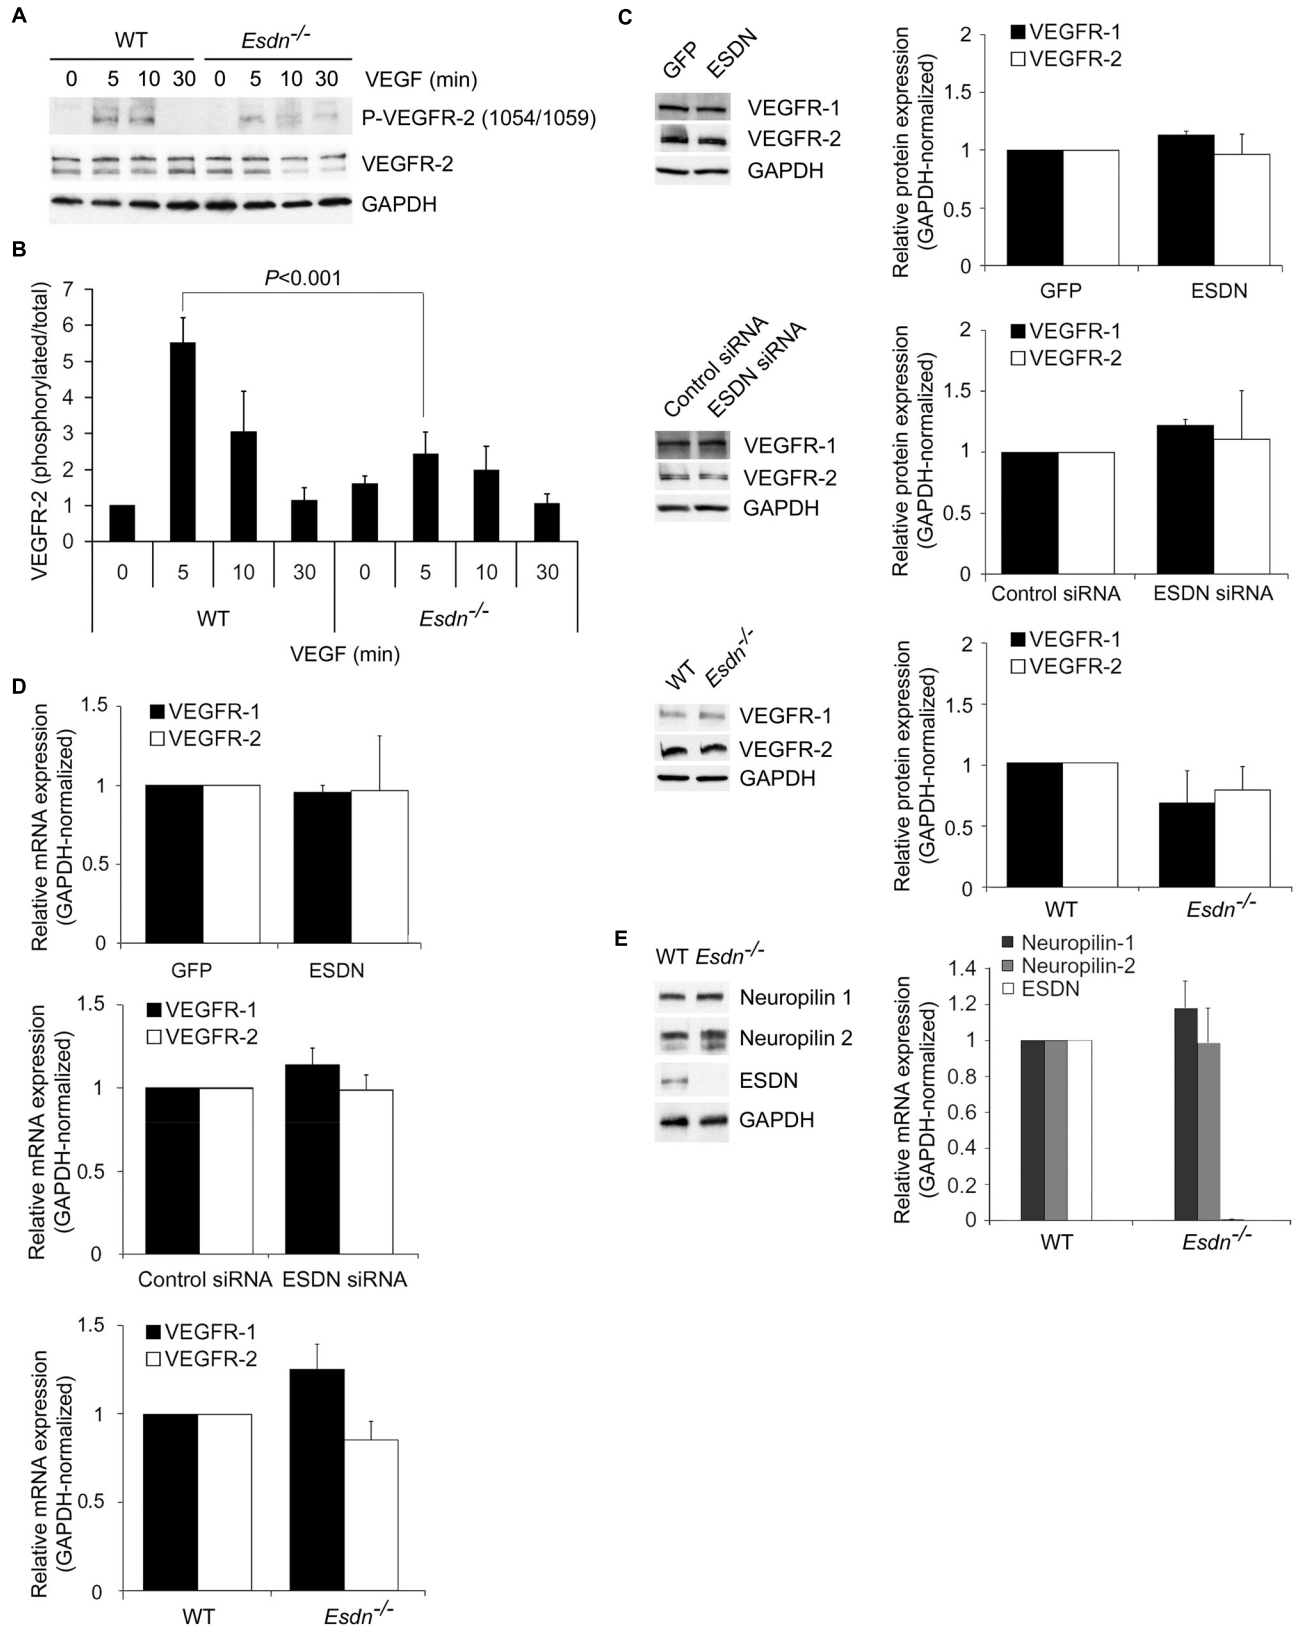 A
WT Esdn-/-
0 5 10 30 0 5 10 30 VEGF (min)
P-VEGFR-2 (1054/1059)
VEGFR-2
GAPDH
B
P<0.001
VEGFR-2 (phosphorylated/total)
7
6
5
4
3
2
1
0
0 5 10 30 0 5 10 30
WT Esdn-/-
VEGF (min)
C
GFP ESDN
VEGFR-1
VEGFR-2
GAPDH
Relative protein expression
(GAPDH-normalized)
2
1.5
1
0.5
0
VEGFR-1
VEGFR-2
GFP ESDN
Control siRNA
ESDN siRNA
VEGFR-1
VEGFR-2
GAPDH
Relative protein expression
(GAPDH-normalized)
2
1.5
1
0.5
0
VEGFR-1
VEGFR-2
Control siRNA ESDN siRNA
WT Esdn-/-
VEGFR-1
VEGFR-2
GAPDH
Relative protein expression
(GAPDH-normalized)
2
1.5
1
0.5
0
VEGFR-1
VEGFR-2
WT Esdn-/-
D
Relative mRNA expression
(GAPDH-normalized)
1.5
1
0.5
0
VEGFR-1
VEGFR-2
GFP ESDN
Relative mRNA expression
(GAPDH-normalized)
1.5
1
0.5
0
VEGFR-1
VEGFR-2
Control siRNA ESDN siRNA
Relative mRNA expression
(GAPDH-normalized)
1.5
1
0.5
0
VEGFR-1
VEGFR-2
WT Esdn-/-
E
WT Esdn-/-
Neuropilin 1
Neuropilin 2
ESDN
GAPDH
Relative mRNA expression
(GAPDH-normalized)
1.4
1.2
1
0.8
0.6
0.4
0.2
0
Neuropilin-1
Neuropilin-2
ESDN
WT Esdn-/-